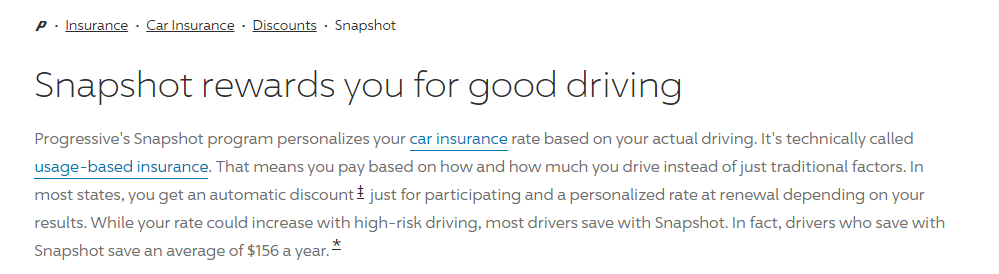 P · Insurance · Car Insurance · Discounts · Snapshot
Snapshot rewards you for good driving
Progressive's Snapshot program personalizes your car insurance rate based on your actual driving. It's technically called
usage-based insurance. That means you pay based on how and how much you drive instead of just traditional factors. In
most states, you get an automatic discount‡ just for participating and a personalized rate at renewal depending on your
results. While your rate could increase with high-risk driving, most drivers save with Snapshot. In fact, drivers who save with
Snapshot save an average of $156 a year.*